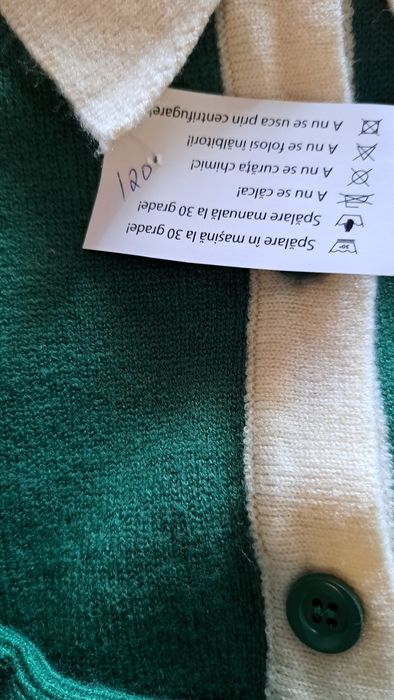 Spălare în mașină la 30 grade!
Spălare manuală la 30 grade!
A nu se călca!
A nu se curăța chimic!
A nu se folosi înălbitori!
A nu se usca prin centrifugare!
120